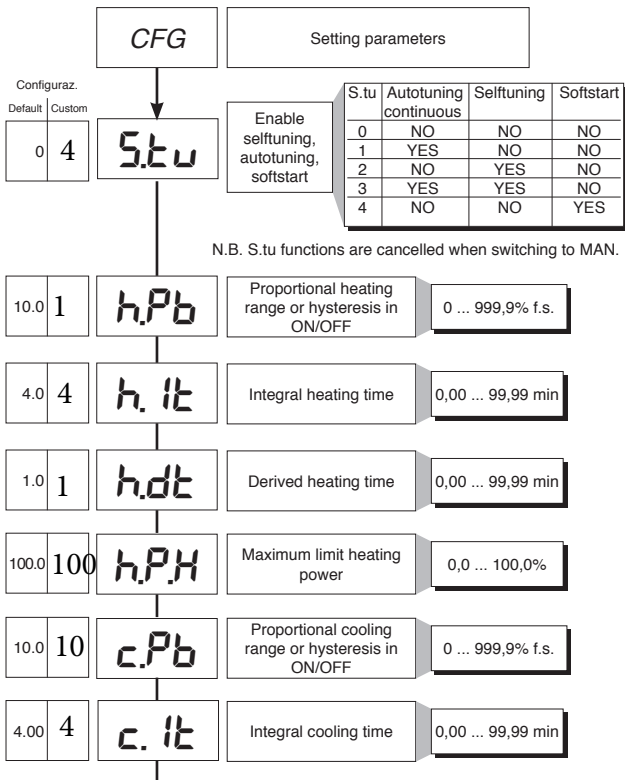 CFG
Setting parameters
Configuraz.
Default Custom
0 4
S.tu
Enable
selftuning,
autotuning,
softstart
S.tu Autotuning continuous Selftuning Softstart
0 NO NO NO
1 YES NO NO
2 NO YES NO
3 YES YES NO
4 NO NO YES
N.B. S.tu functions are cancelled when switching to MAN.
10.0 1
h.Pb
Proportional heating
range or hysteresis in
ON/OFF
0 ... 999,9% f.s.
4.0 4
h. It
Integral heating time
0,00 ... 99,99 min
1.0 1
h.dt
Derived heating time
0,00 ... 99,99 min
100.0 100
h.P.H
Maximum limit heating
power
0,0 ... 100,0%
10.0 10
c.Pb
Proportional cooling
range or hysteresis in
ON/OFF
0 ... 999,9% f.s.
4.00 4
c. It
Integral cooling time
0,00 ... 99,99 min